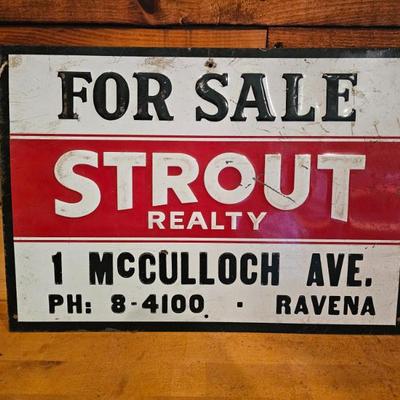 FOR SALE
STROUT
REALTY
1 McCULLOCH AVE.
PH: 8-4100 · RAVENA